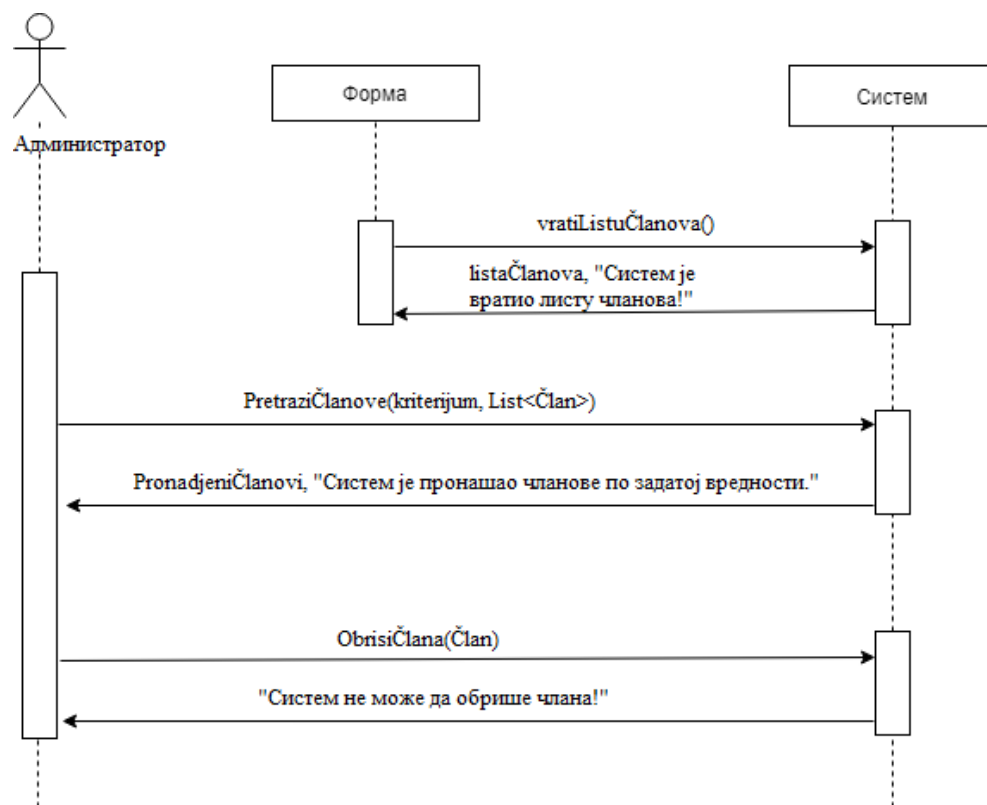 Форма
Систем
Администратор
vratiListuČlanova()
listaČlanova, "Систем је
вратио листу чланова!"
PretraziČlanove(kriterijum, List<Član>)
PronadjeniČlanovi, "Систем је пронашао чланове по задатој вредности."
ObrisiČlana(Član)
"Систем не може да обрише члана!"